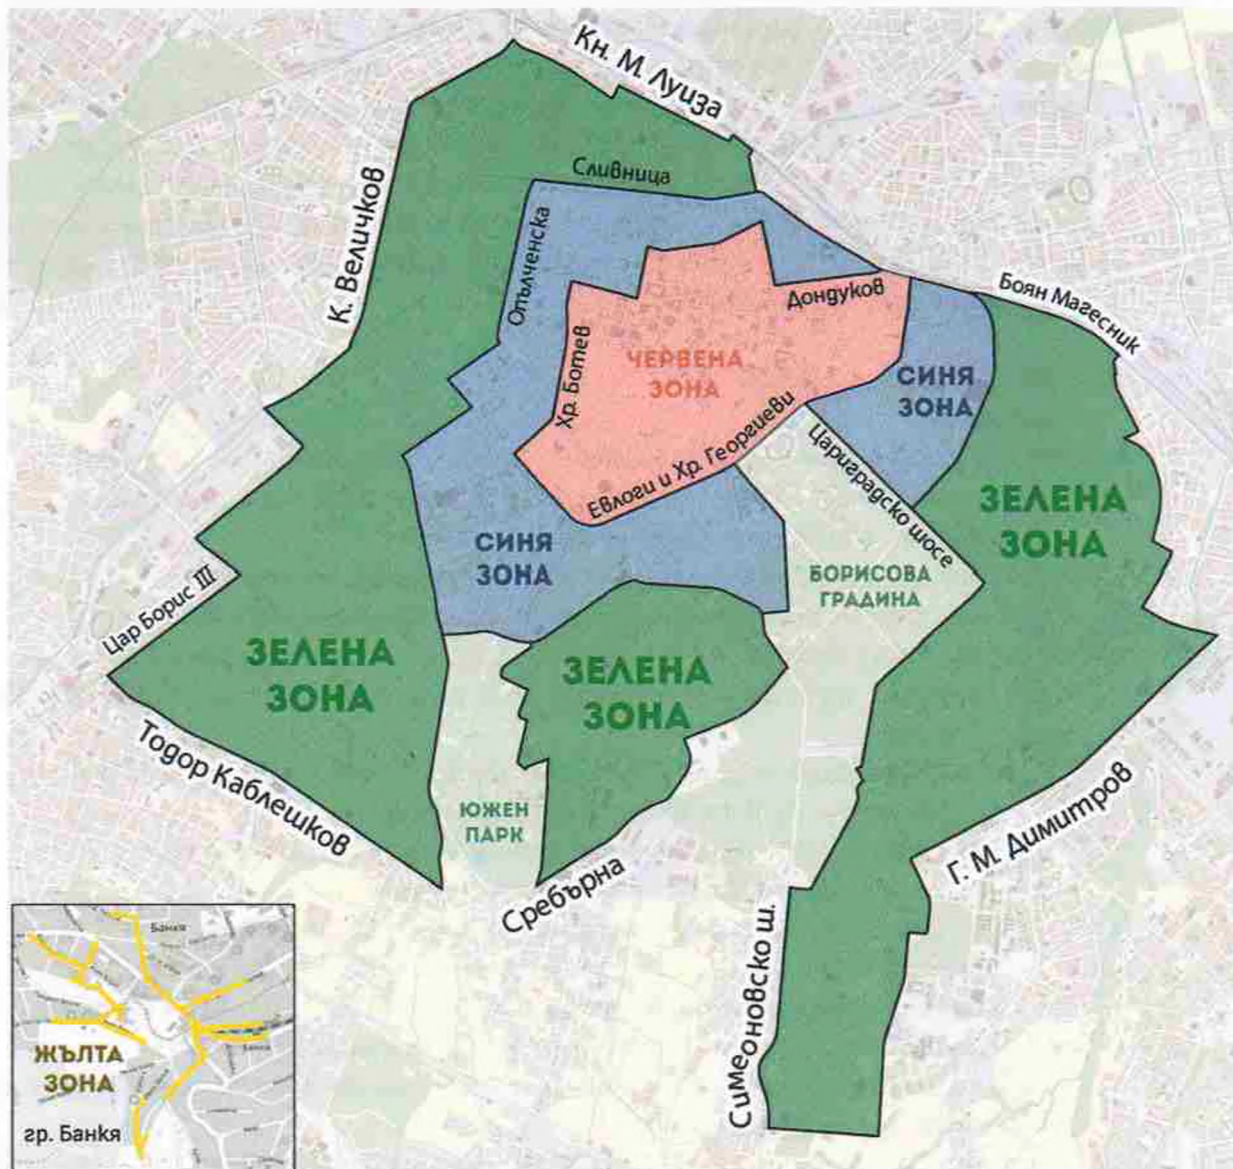 Кн. М. Луиза
Сливница
К. Величков
Опълченска
Дондуков
Боян Магесник
Хр. Ботев
ЧЕРВЕНА
ЗОНА
СИНЯ
ЗОНА
Евлоги и Хр. Георгиеви
Цариградско шосе
ЗЕЛЕНА
ЗОНА
СИНЯ
ЗОНА
БОРИСОВА
ГРАДИНА
Цар Борис III
ЗЕЛЕНА
ЗОНА
ЗЕЛЕНА
ЗОНА
Тодор Каблешков
ЮЖЕН
ПАРК
Сребърна
Г. М. Димитров
Симеоновско ш.
Банкя
Банкя
ЖЪЛТА
ЗОНА
гр. Банкя